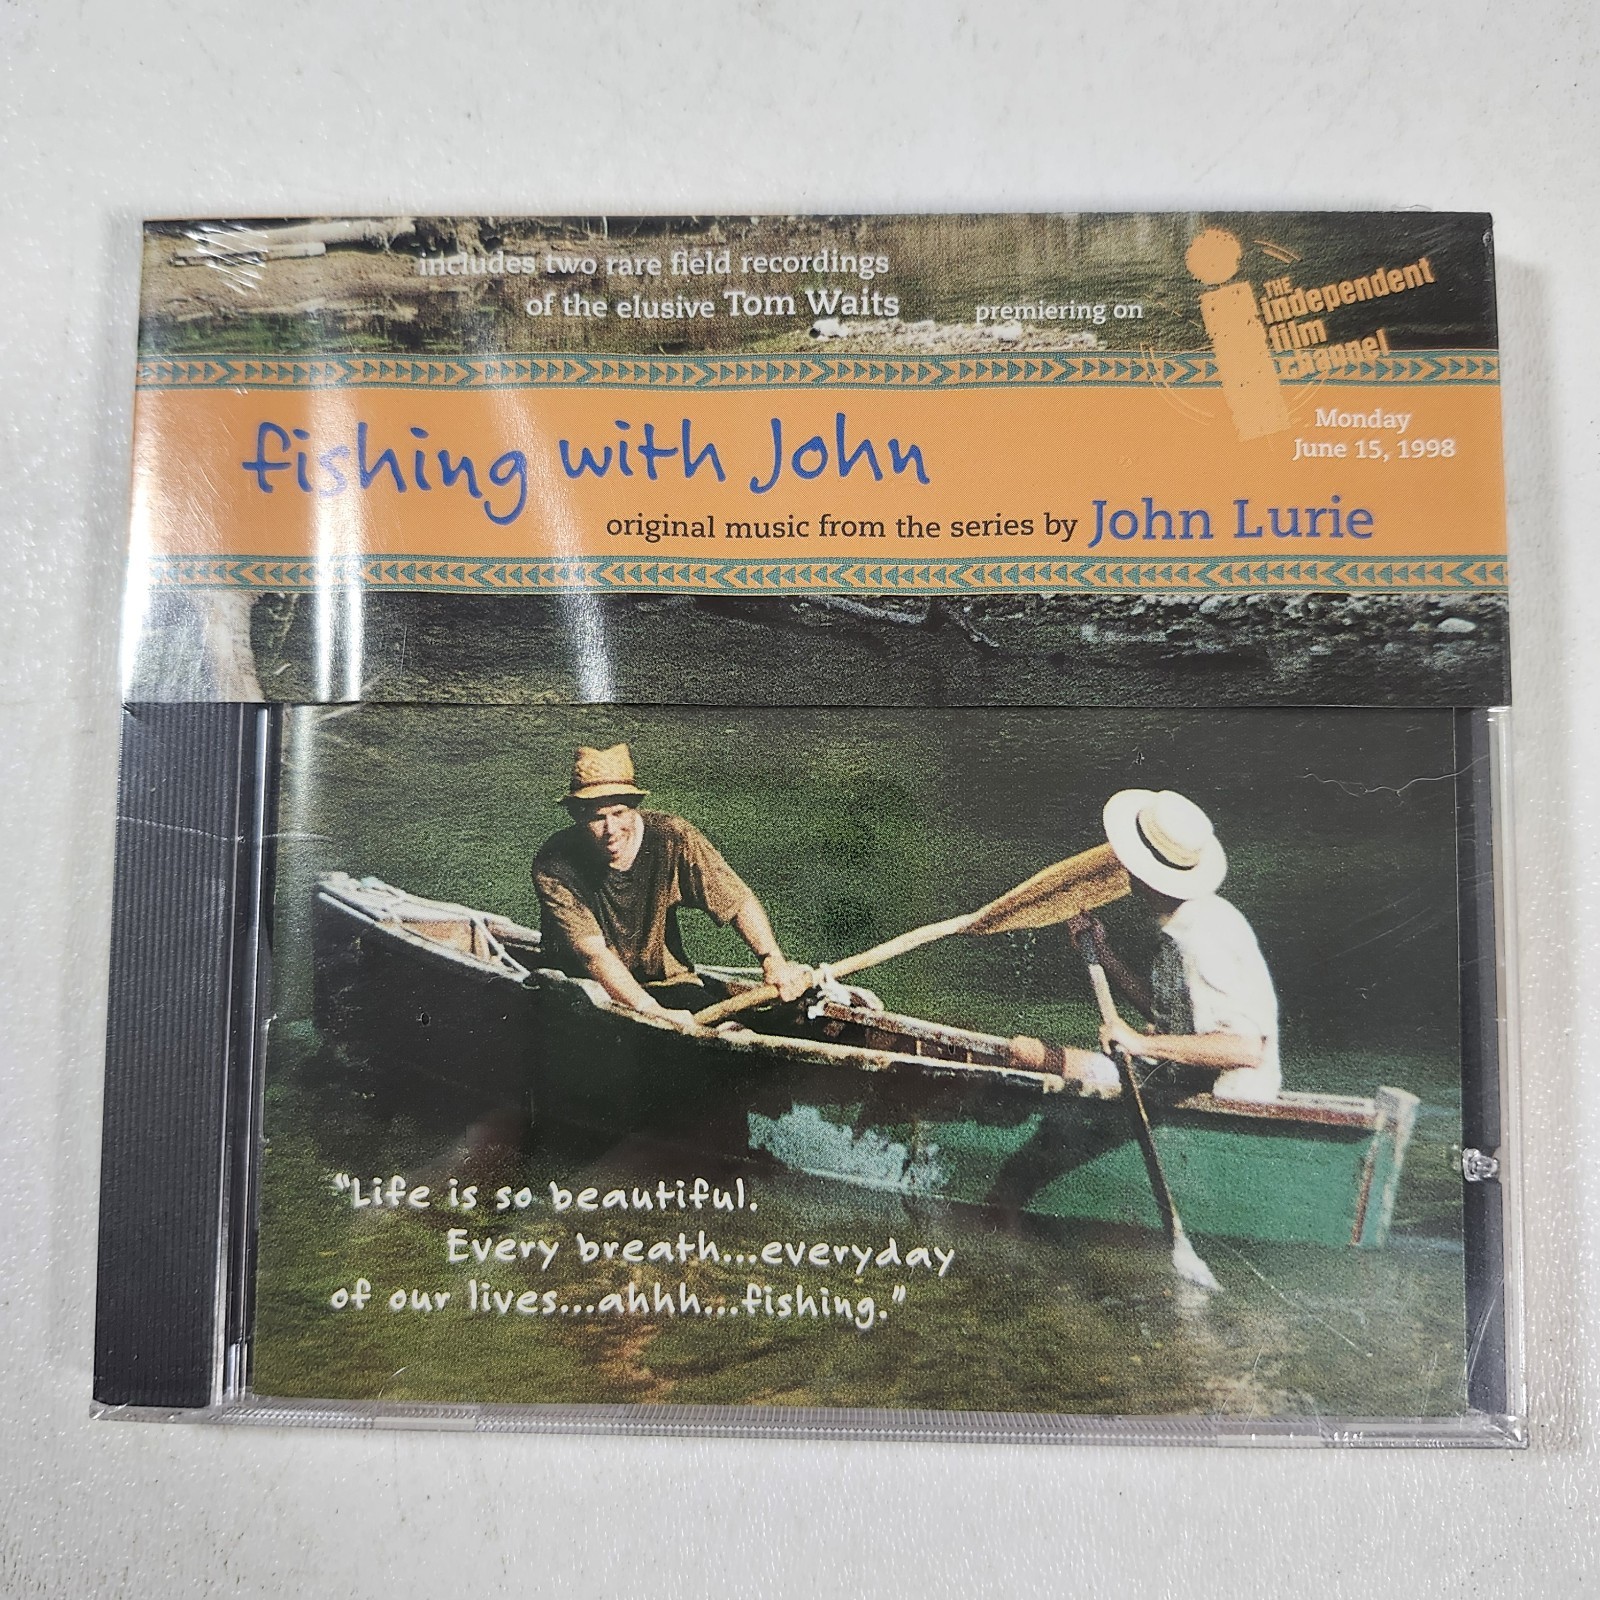 includes two rare field recordings
of the elusive Tom Waits
premiering on
THE
independent
film
channel
Monday
June 15, 1998
fishing with John
original music from the series by John Lurie
"Life is so beautiful.
Every breath...everyday
of our lives...ahhh...fishing."